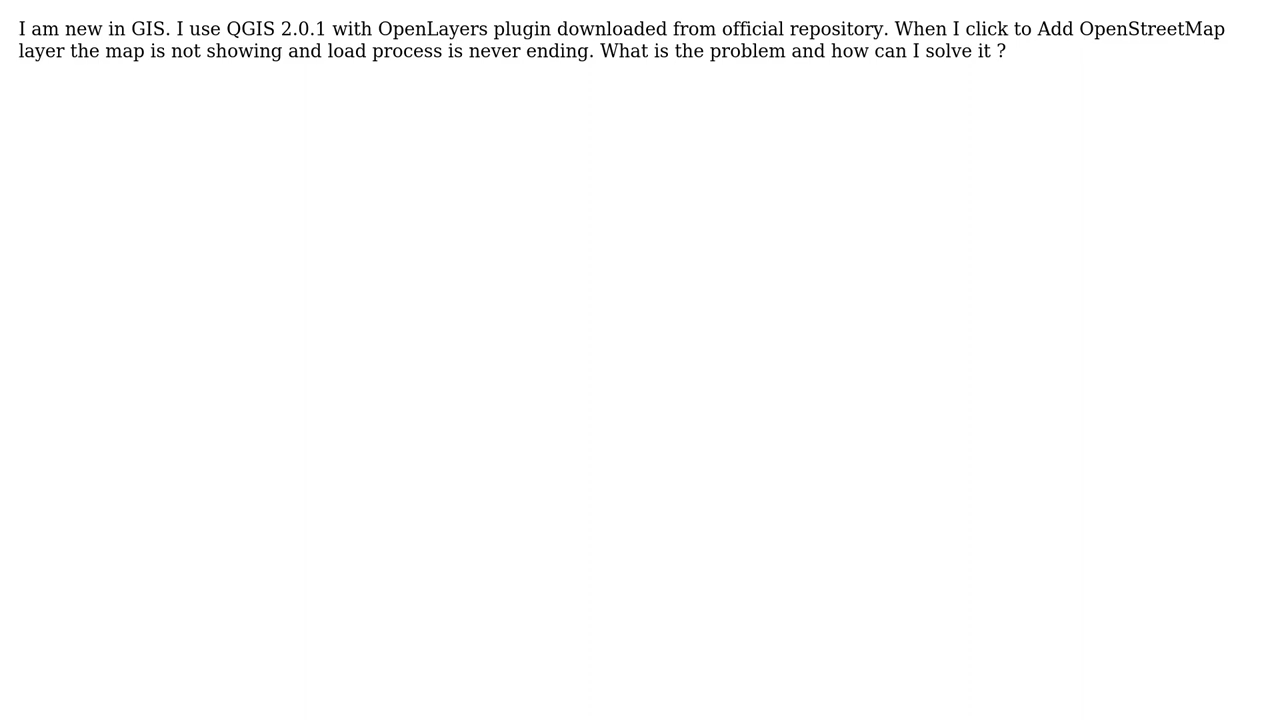 I am new in GIS. I use QGIS 2.0.1 with OpenLayers plugin downloaded from official repository. When I click to Add OpenStreetMap
layer the map is not showing and load process is never ending. What is the problem and how can I solve it ?